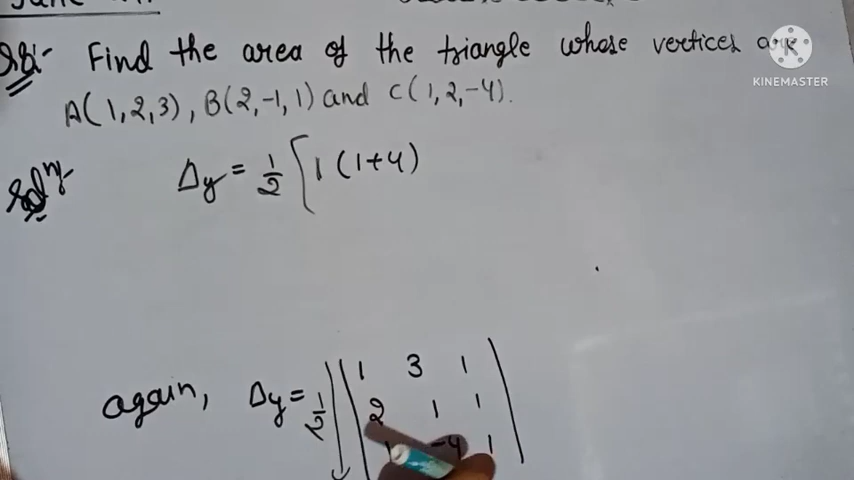 Find the area of the triangle whose vertices are
A(1,2,3), B(2,-1,1) and C(1,2,-4).
Solⁿ:- Δy = 1/2 [ 1 (1+4)
again, Δy = 1/2 | | 1 3 1
2 1 1
1 -4 1 |
KINEMASTER